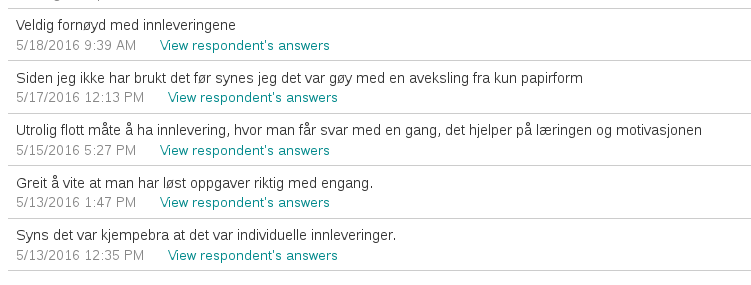 Veldig fornøyd med innleveringene
5/18/2016 9:39 AM View respondent's answers
Siden jeg ikke har brukt det før synes jeg det var gøy med en aveksling fra kun papirform
5/17/2016 12:13 PM View respondent's answers
Utrolig flott måte å ha innlevering, hvor man får svar med en gang, det hjelper på læringen og motivasjonen
5/15/2016 5:27 PM View respondent's answers
Greit å vite at man har løst oppgaver riktig med engang.
5/13/2016 1:47 PM View respondent's answers
Syns det var kjempebra at det var individuelle innleveringer.
5/13/2016 12:35 PM View respondent's answers